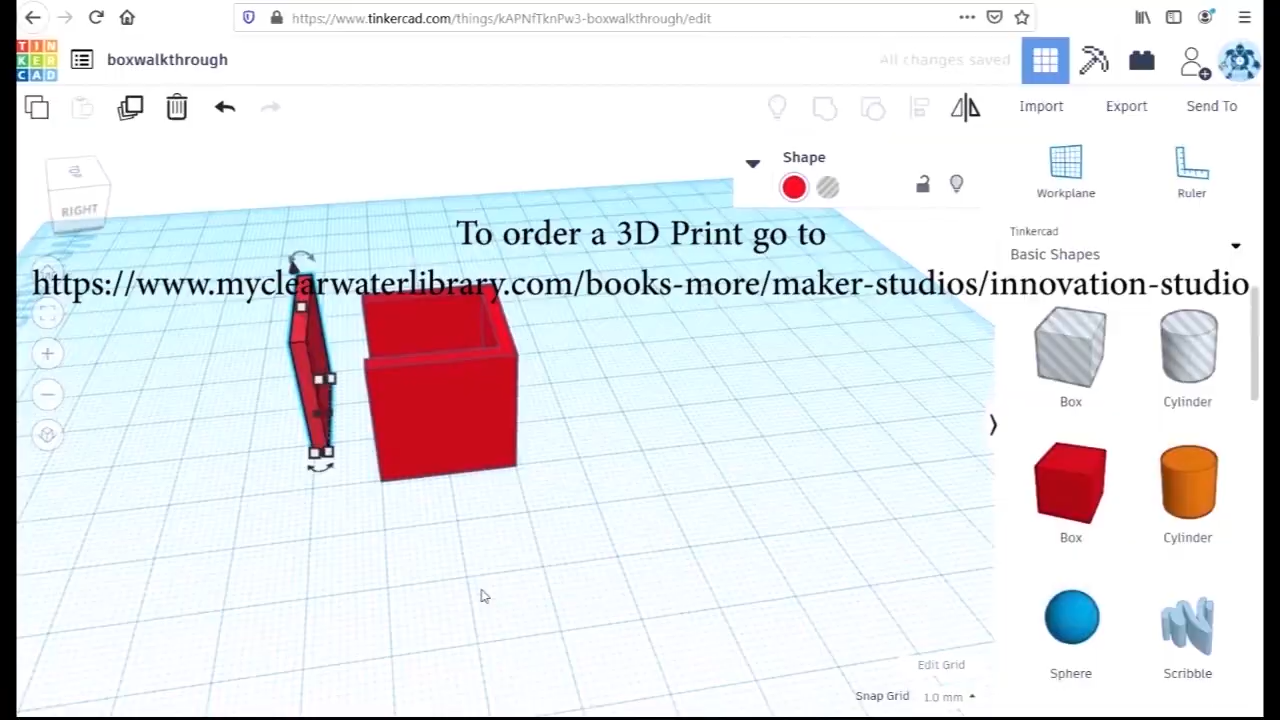 https://www.tinkercad.com/things/kAPNfTknPw3-boxwalkthrough/edit
TIN
KER
CAD
boxwalkthrough
All changes saved
Import
Export
Send To
Shape
Workplane
Ruler
RIGHT
To order a 3D Print go to
https://www.myclearwaterlibrary.com/books-more/maker-studios/innovation-studio
Tinkercad
Basic Shapes
Box
Cylinder
Box
Cylinder
Sphere
Scribble
Edit Grid
Snap Grid 1.0 mm